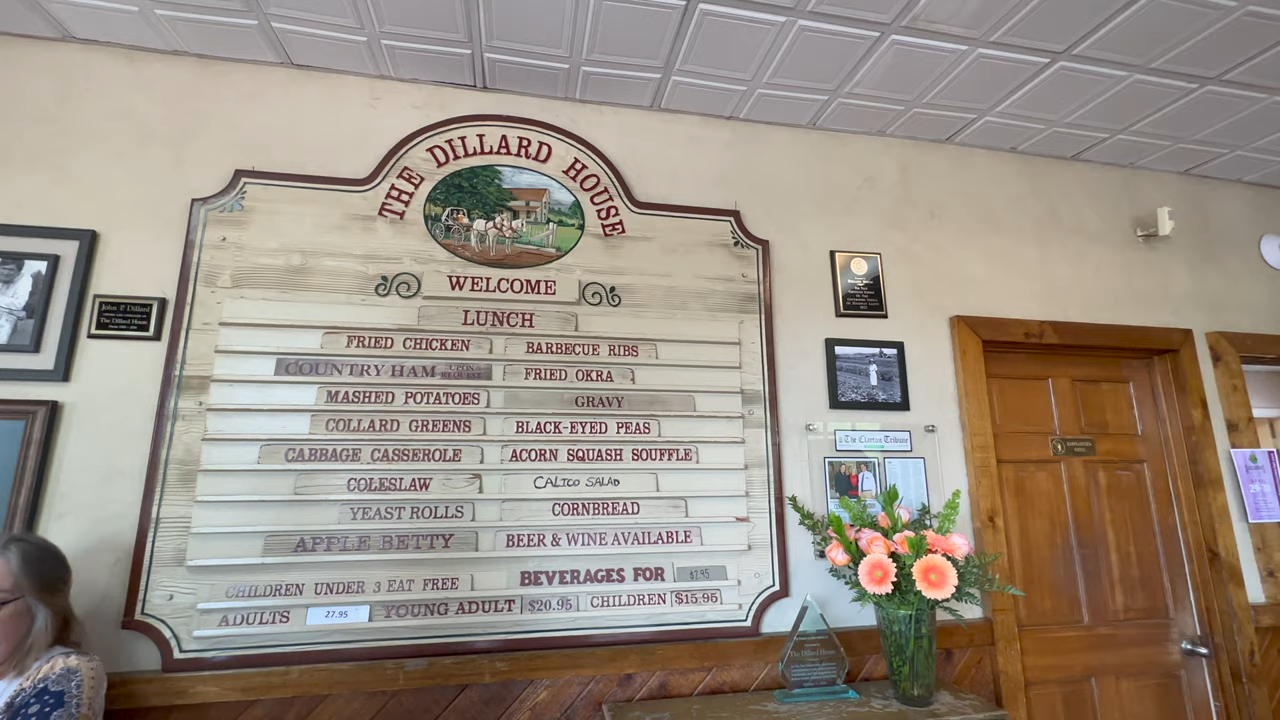 THE DILLARD HOUSE
WELCOME
LUNCH
FRIED CHICKEN BARBECUE RIBS
COUNTRY HAM UPON REQUEST FRIED OKRA
MASHED POTATOES GRAVY
COLLARD GREENS BLACK-EYED PEAS
CABBAGE CASSEROLE ACORN SQUASH SOUFFLE
COLESLAW CALICO SALAD
YEAST ROLLS CORNBREAD
APPLE BETTY BEER & WINE AVAILABLE
CHILDREN UNDER 3 EAT FREE BEVERAGES FOR $2.95
ADULTS 27.95 YOUNG ADULT $20.95 CHILDREN $15.95
John P. Dillard
The Dillard House
The Clayton Tribune
The Dillard House